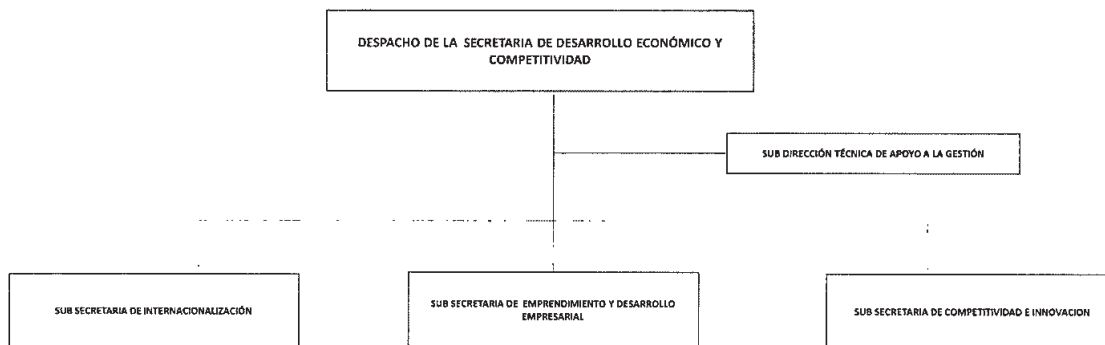 DESPACHO DE LA SECRETARIA DE DESARROLLO ECONÓMICO Y
COMPETITIVIDAD
SUB DIRECCIÓN TÉCNICA DE APOYO A LA GESTIÓN
SUB SECRETARIA DE INTERNACIONALIZACIÓN
SUB SECRETARIA DE EMPRENDIMIENTO Y DESARROLLO
EMPRESARIAL
SUB SECRETARIA DE COMPETITIVIDAD E INNOVACION